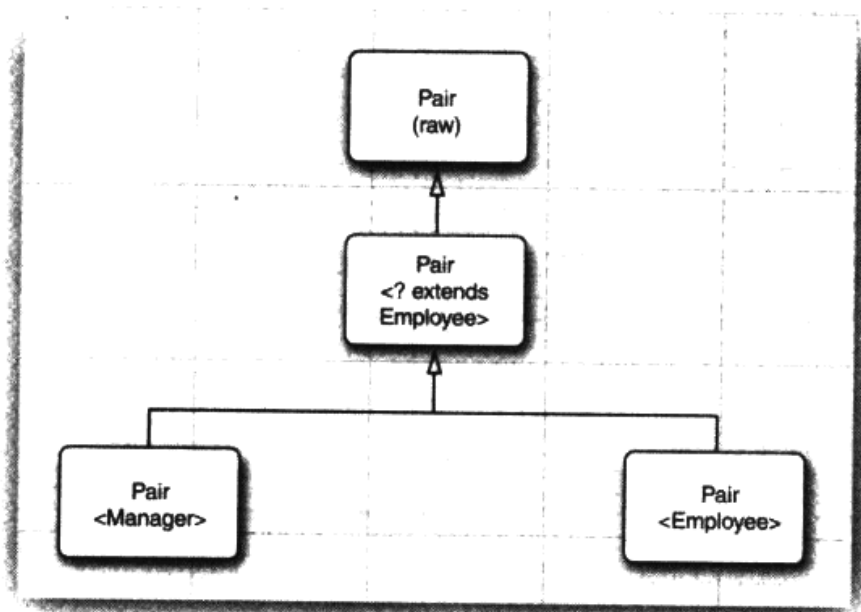 Pair
(raw)
Pair
<? extends
Employee>
Pair
<Manager>
Pair
<Employee>